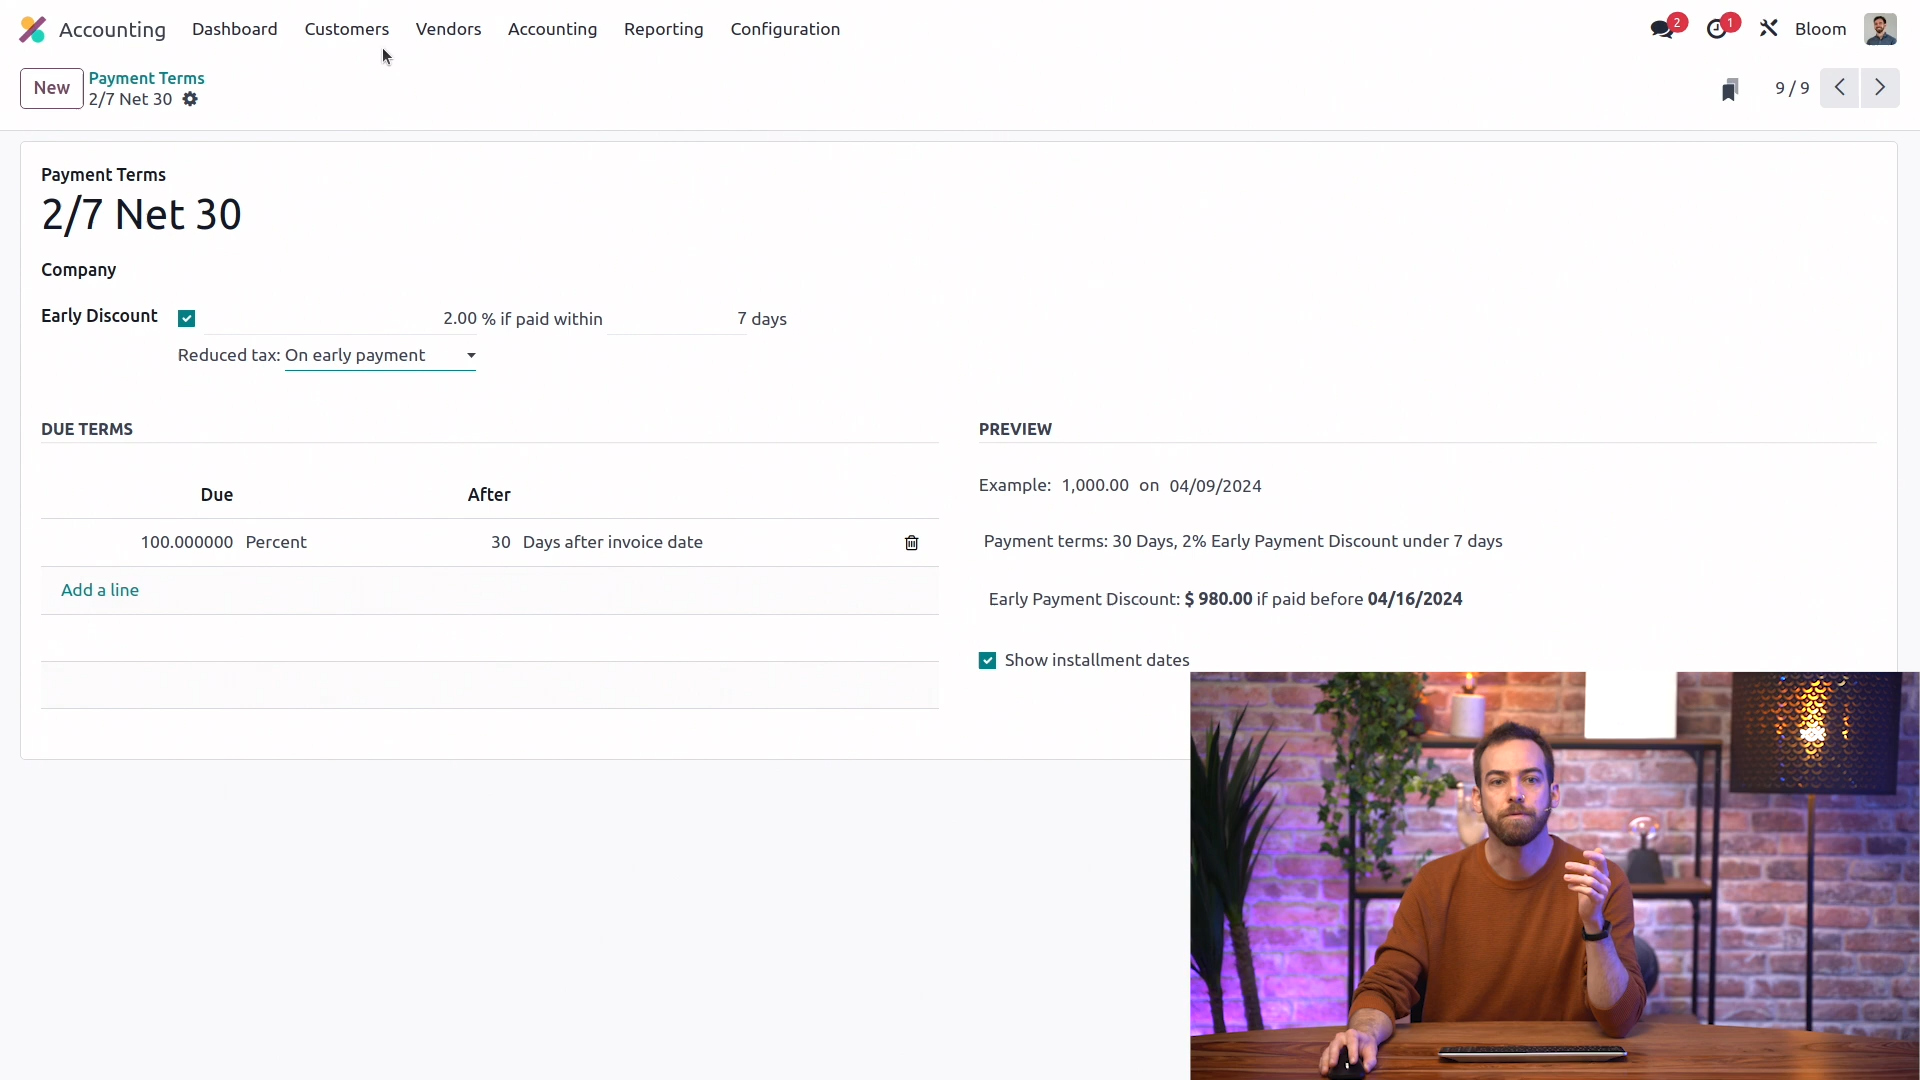 Accounting Dashboard Customers Vendors Accounting Reporting Configuration 2 1 Bloom
New Payment Terms
2/7 Net 30
9 / 9
Payment Terms
2/7 Net 30
Company
Early Discount 2.00 % if paid within 7 days
Reduced tax: On early payment
DUE TERMS
Due After
100.000000 Percent 30 Days after invoice date
Add a line
PREVIEW
Example: 1,000.00 on 04/09/2024
Payment terms: 30 Days, 2% Early Payment Discount under 7 days
Early Payment Discount: $ 980.00 if paid before 04/16/2024
Show installment dates